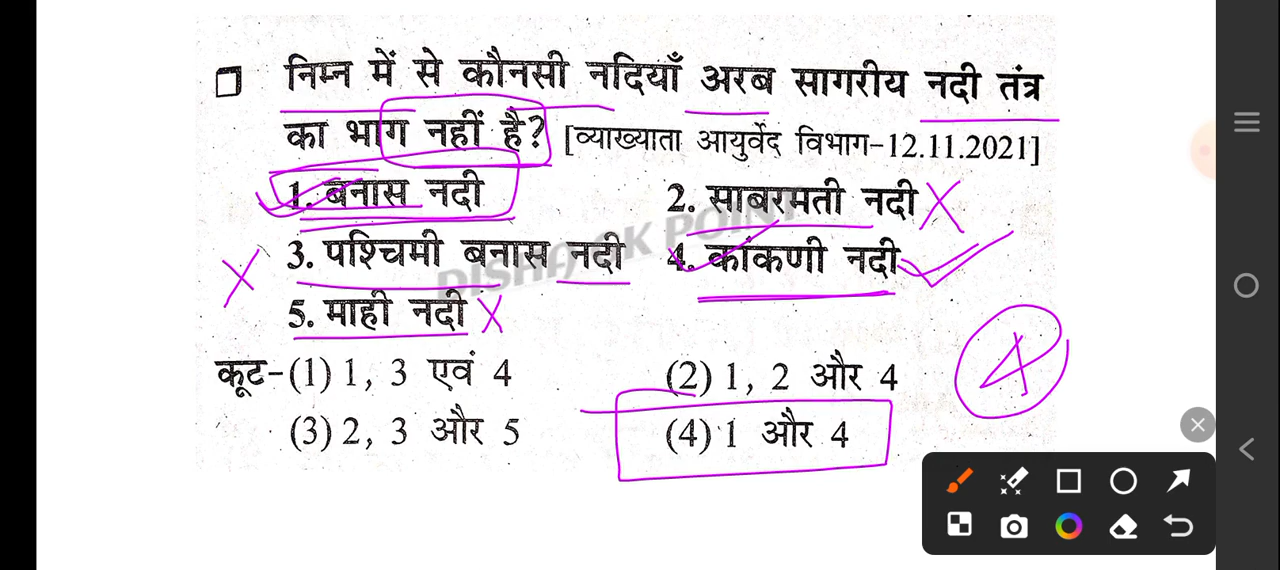 निम्न में से कौनसी नदियाँ अरब सागरीय नदी तंत्र
का भाग नहीं है? [व्याख्याता आयुर्वेद विभाग-12.11.2021]
1. बनास नदी 2. साबरमती नदी X
X 3. पश्चिमी बनास नदी 4. कांकणी नदी
5. माही नदी X
कूट-(1) 1, 3 एवं 4 (2) 1, 2 और 4
(3) 2, 3 और 5 (4) 1 और 4
4